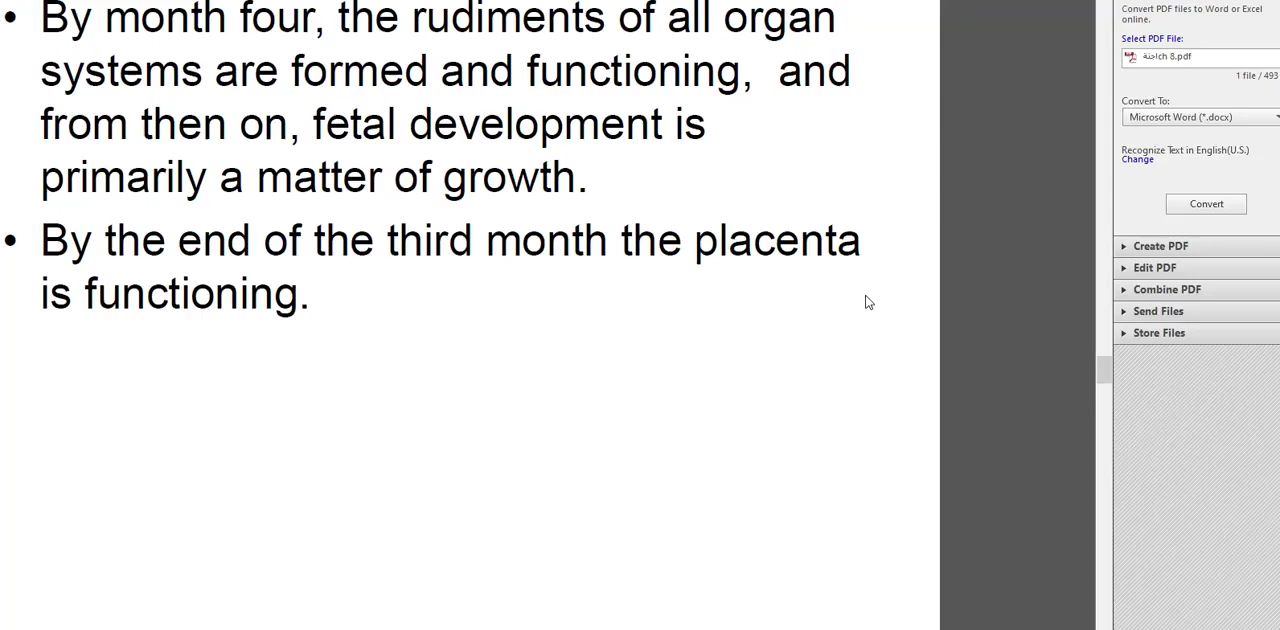 • By month four, the rudiments of all organ
systems are formed and functioning,  and
from then on, fetal development is
primarily a matter of growth.
• By the end of the third month the placenta
is functioning.
Convert PDF files to Word or Excel
online.
Select PDF File:
اجنة ch 8.pdf
1 file / 493
Convert To:
Microsoft Word (*.docx)
Recognize Text in English(U.S.)
Change
Convert
Create PDF
Edit PDF
Combine PDF
Send Files
Store Files